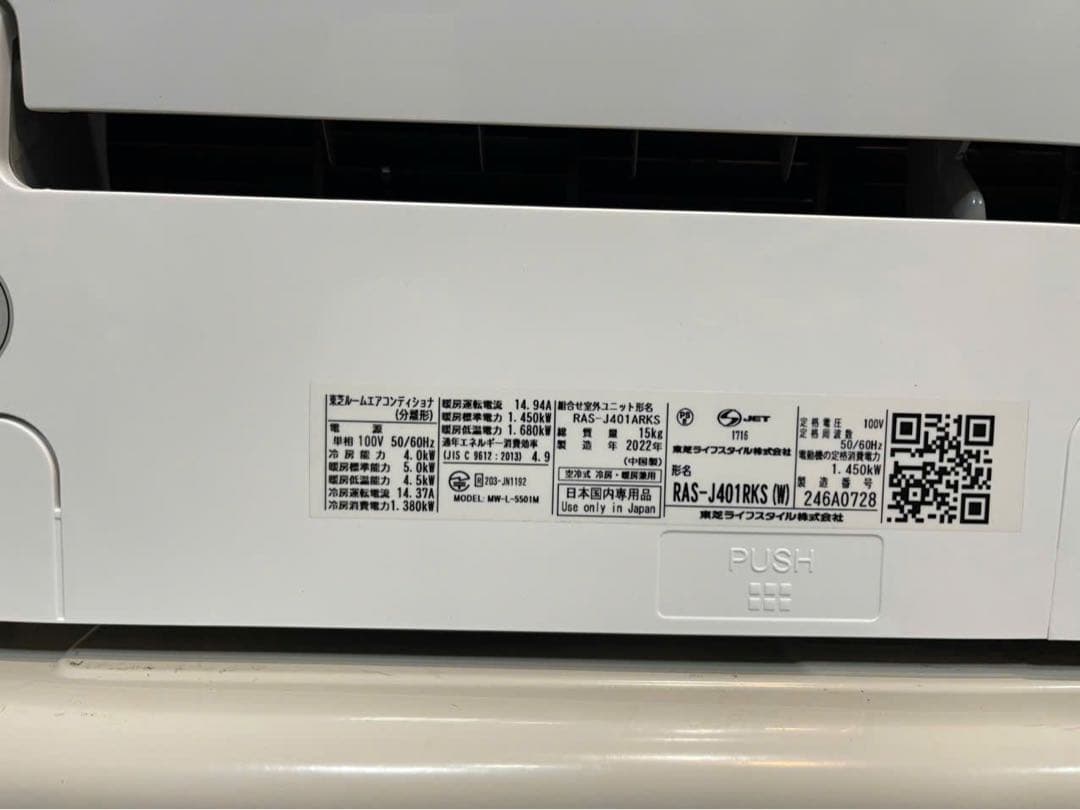 東芝ルームエアコンディショナ
(分離形)
電 源
単相 100V 50/60Hz
冷房能力 4.0kW
暖房標準能力 5.0kW
暖房低温能力 4.5kW
冷房運転電流 14.37A
冷房消費電力 1.380kW
暖房運転電流 14.94A
暖房標準電力 1.450kW
暖房低温電力 1.680kW
通年エネルギー消費効率
(JIS C 9612:2013) 4.9
R 203-JN1192
MODEL: MW-L-5501M
組合せ室外ユニット形名
RAS-J401ARKS
総 質 量 15kg
製 造 年 2022年
(中国製)
空冷式 冷房・暖房兼用
日本国内専用品
Use only in Japan
PS E
S JET
1716
東芝ライフスタイル株式会社
形名
RAS-J401RKS(W)
定格電圧 100V
定格周波数
50/60Hz
電動機の定格消費電力
1.450kW
製造番号
246A0728
東芝ライフスタイル株式会社
PUSH